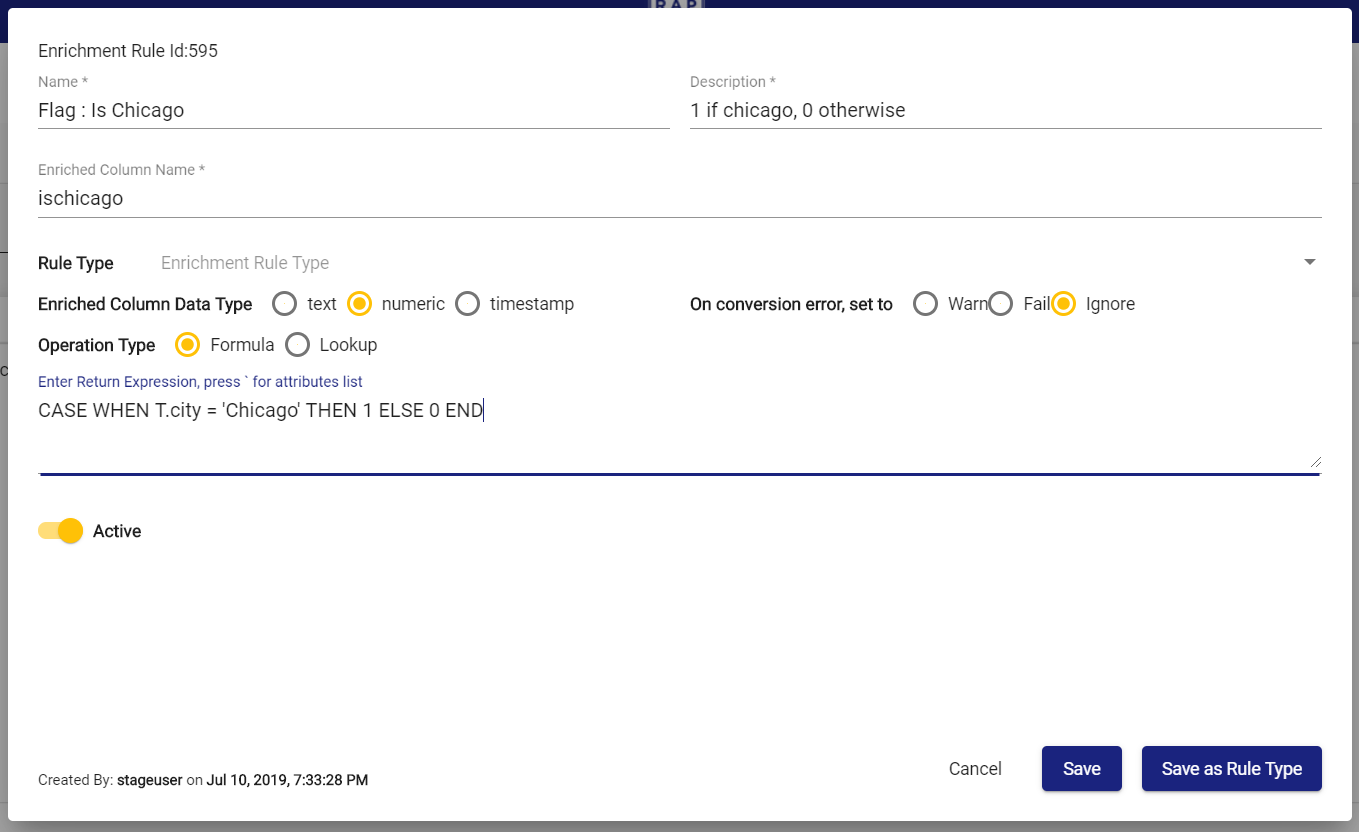 RAP
Enrichment Rule Id:595
Name *
Description *
Flag : Is Chicago
1 if chicago, 0 otherwise
Enriched Column Name *
ischicago
Rule Type Enrichment Rule Type
Enriched Column Data Type text numeric timestamp On conversion error, set to Warn Fail Ignore
Operation Type Formula Lookup
Enter Return Expression, press ` for attributes list
CASE WHEN T.city = 'Chicago' THEN 1 ELSE 0 END
Active
Cancel Save Save as Rule Type
Created By: stageuser on Jul 10, 2019, 7:33:28 PM